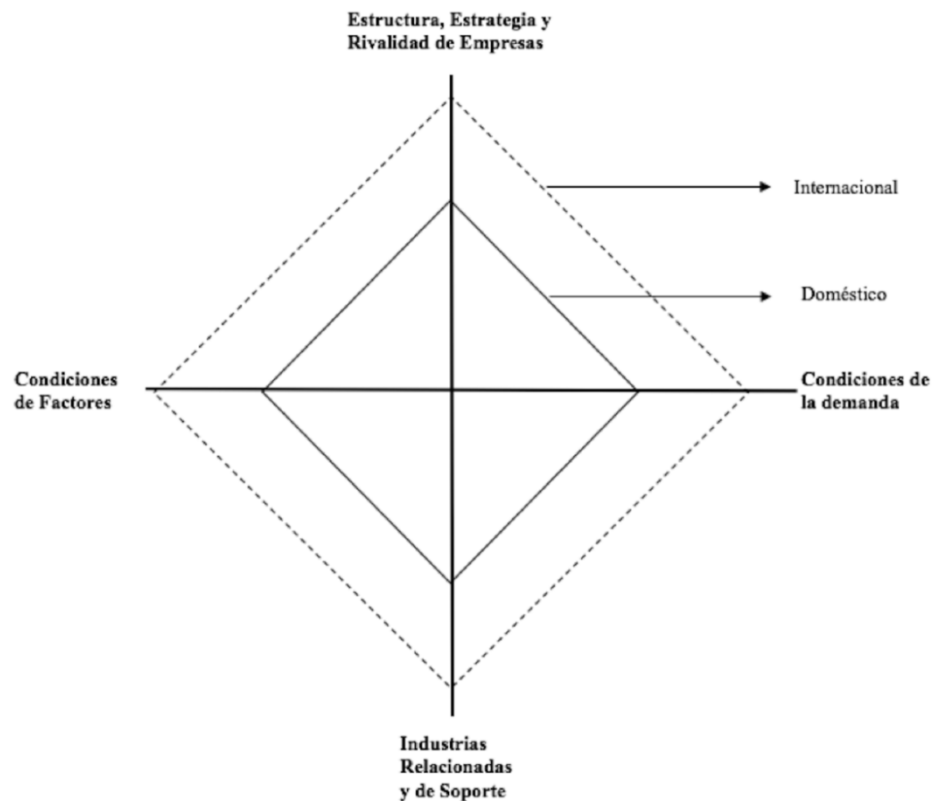 Estructura, Estrategia y
Rivalidad de Empresas
Internacional
Doméstico
Condiciones
de Factores
Condiciones de
la demanda
Industrias
Relacionadas
y de Soporte